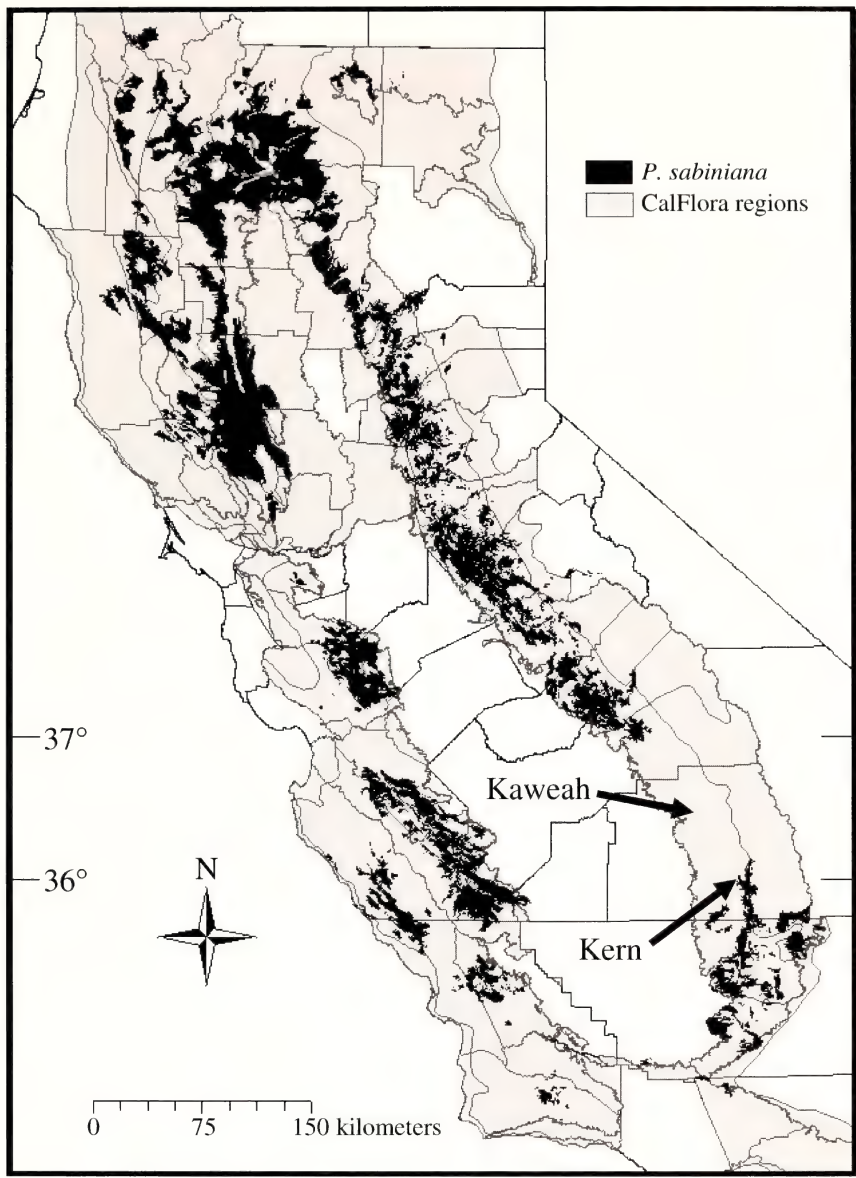 P. sabiniana
CalFlora regions
37°
Kaweah
36°
N
Kern
0 75 150 kilometers